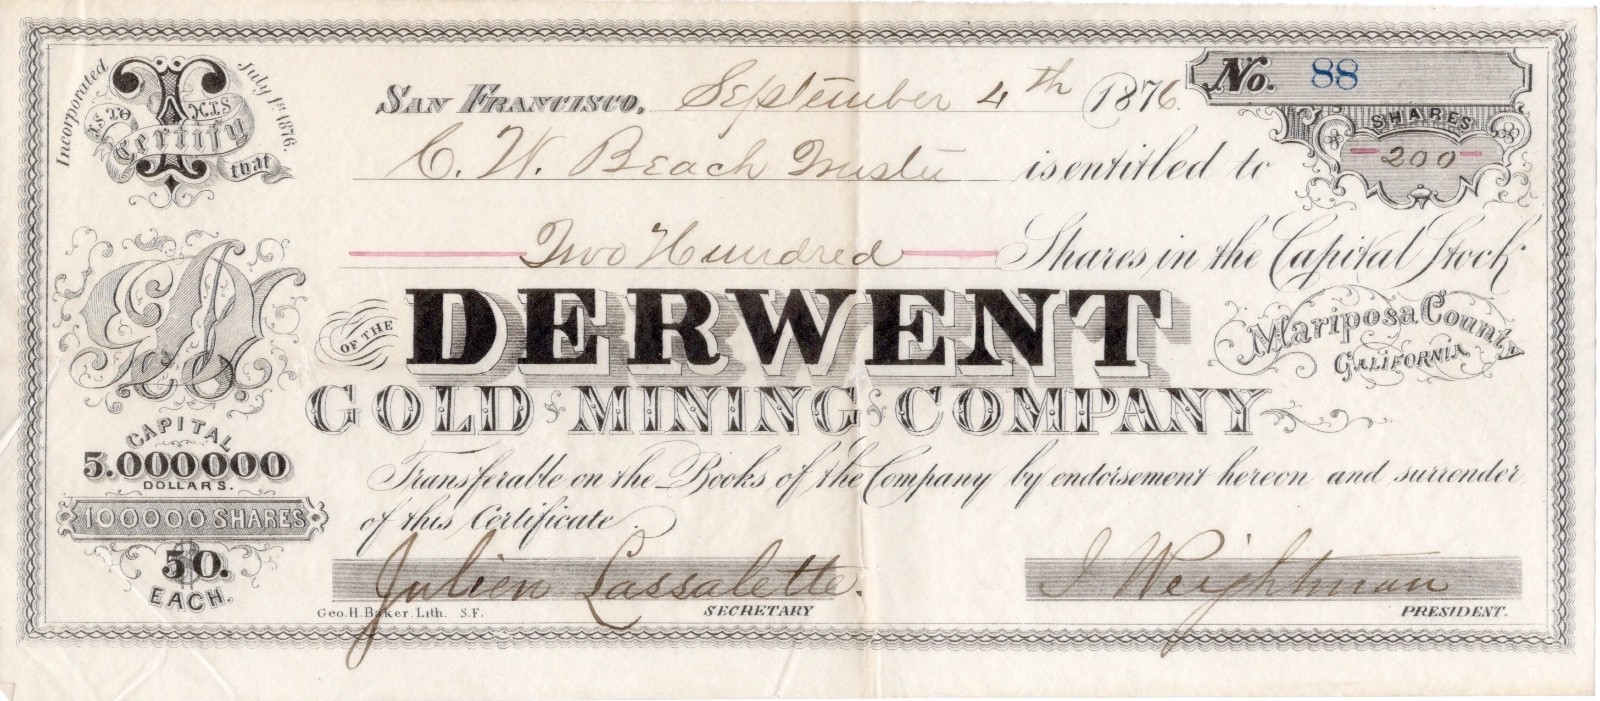 Incorporated July 1st 1876.
THIS IS TO
Certify
that
SAN FRANCISCO, September 4th 1876
No. 88
SHARES
200
C. W. Beach Trustee is entitled to
Two Hundred Shares in the Capital Stock
OF THE DERWENT
Mariposa County
CALIFORNIA
GOLD MINING COMPANY
CAPITAL
5.000000
DOLLARS.
100000 SHARES
$50.
EACH.
Transferable on the Books of the Company by endorsement hereon and surrender
of this Certificate.
Julien Lassalette. I Weightman
Geo. H. Baker. Lith. S.F. SECRETARY PRESIDENT.